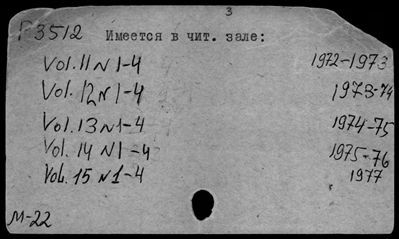 3
Г 3512 Имеется в чит. зале:
Vol. 11 N 1-4 1972-1973
Vol. 12 N 1-4 1973-74
Vol. 13 N 1-4 1974-75
Vol. 14 N 1-4 1975-76
Vol. 15 N 1-4 1977
М-22